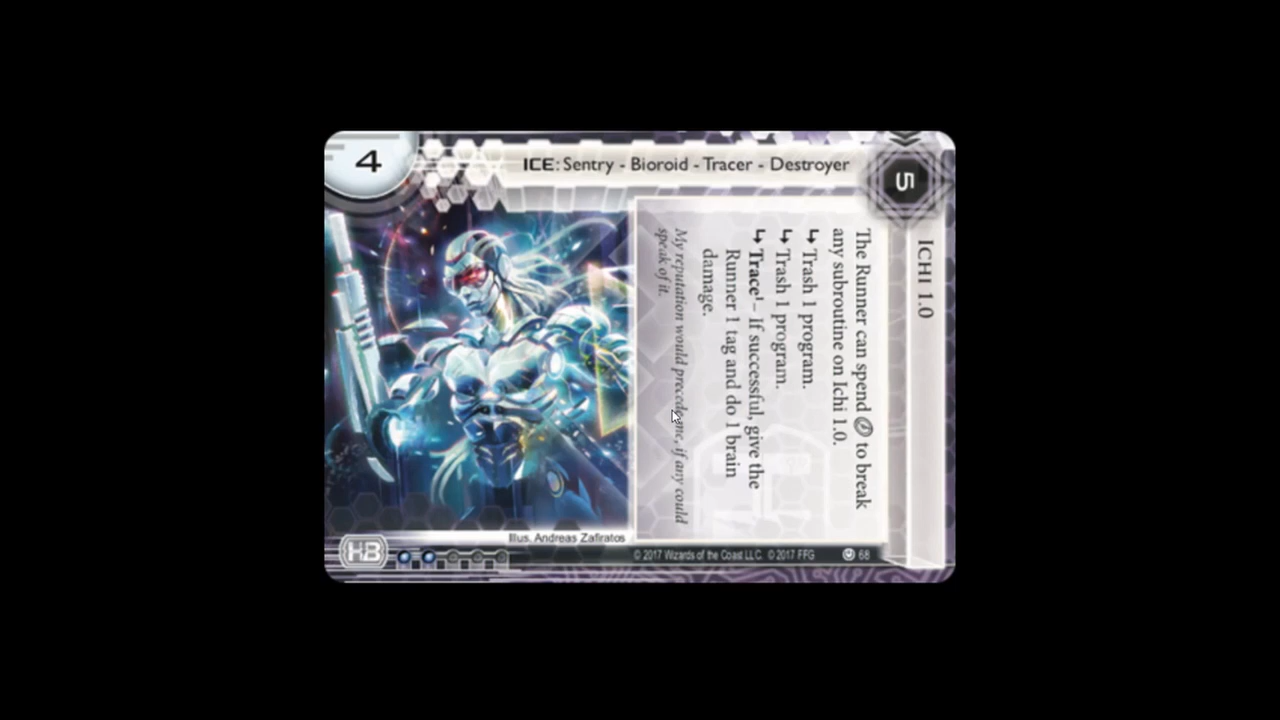 ICHI 1.0
5
4
ICE: Sentry - Bioroid - Tracer - Destroyer
The Runner can spend to break
any subroutine on Ichi 1.0.
↳ Trash 1 program.
↳ Trash 1 program.
↳ Trace¹– If successful, give the
Runner 1 tag and do 1 brain
damage.
My reputation would precede me, if any could
speak of it.
Illus. Andreas Zafiratos
HB
© 2017 Wizards of the Coast LLC. © 2017 FFG
68